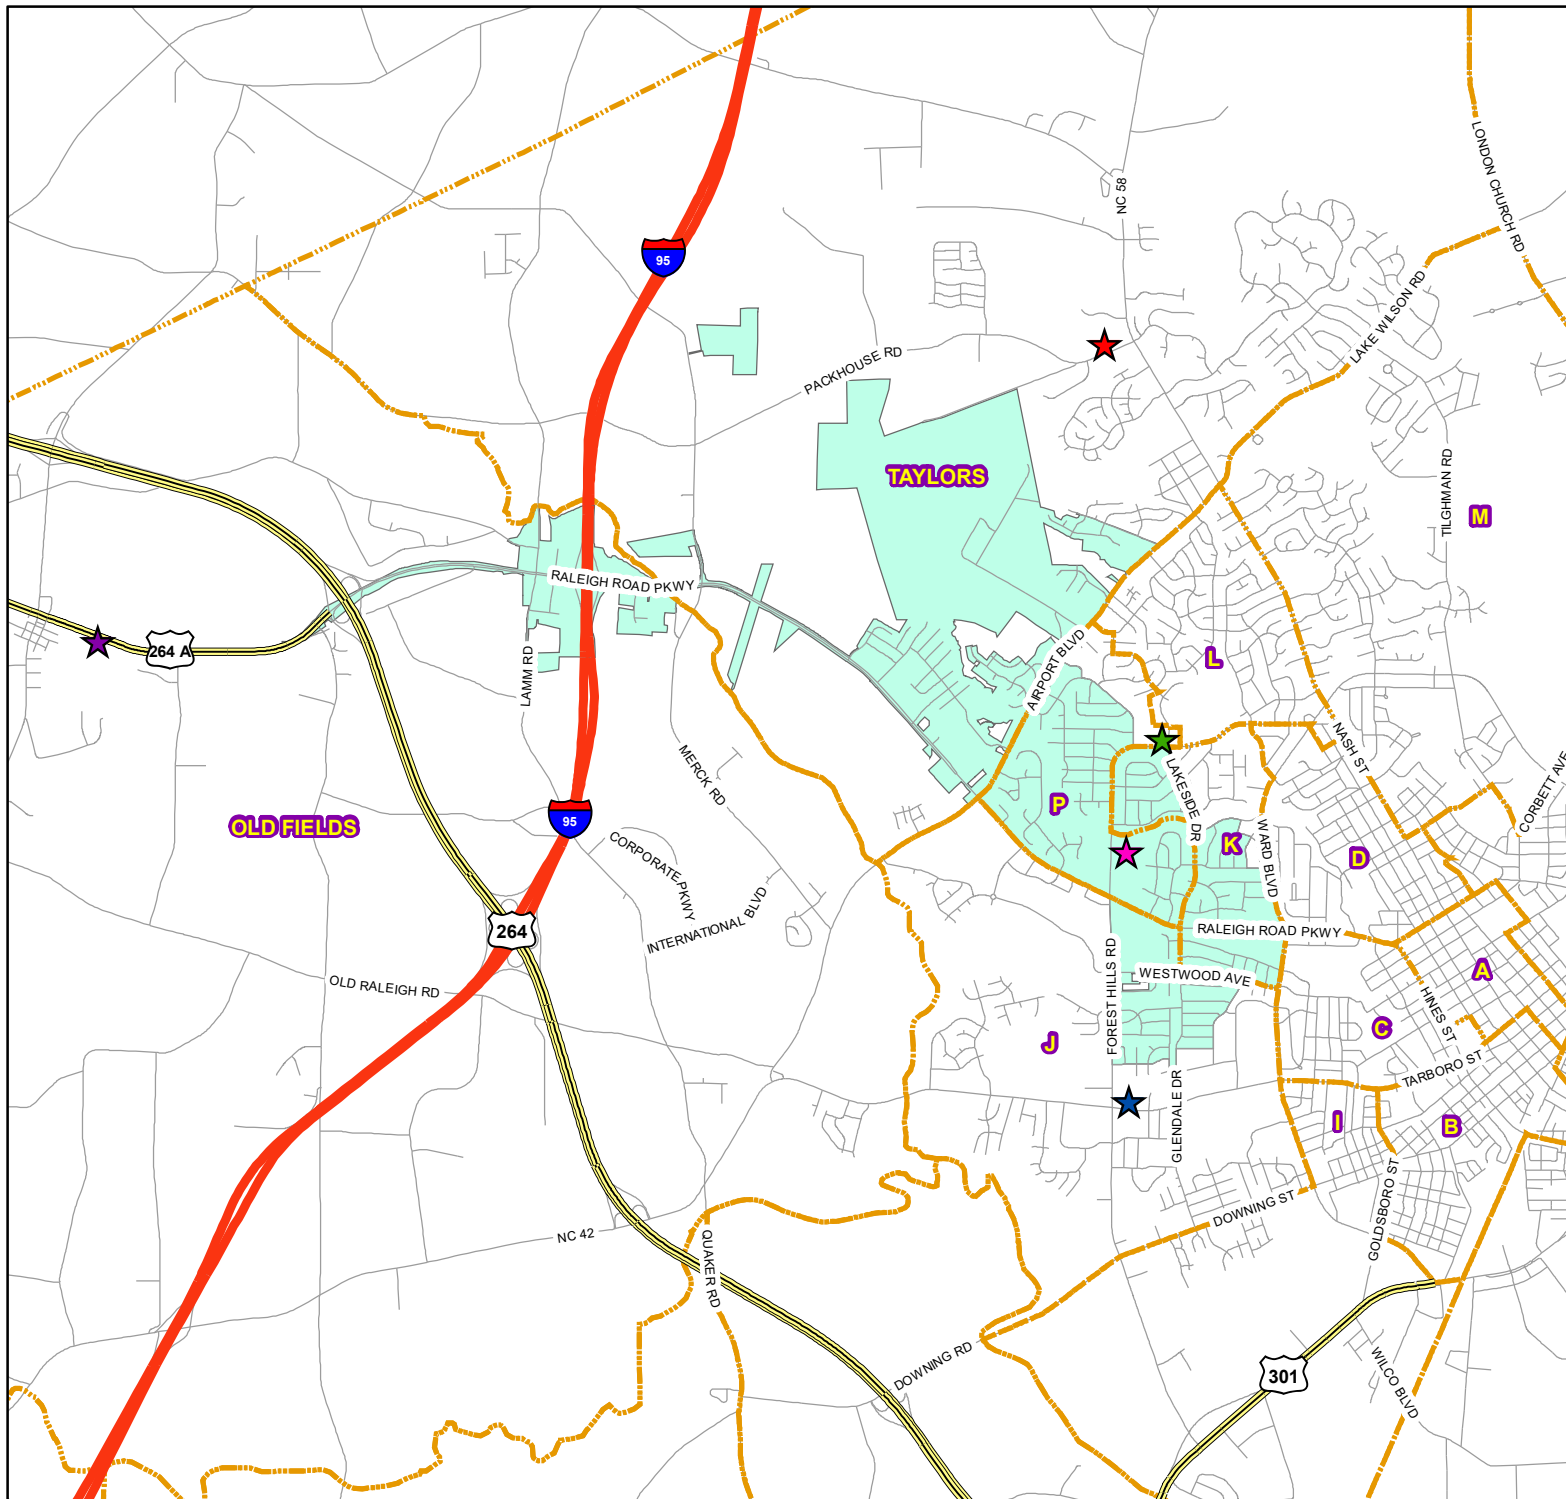 LONDON CHURCH RD
NC 58
95
LAKE WILSON RD
PACKHOUSE RD
TAYLORS
TILGHMAN RD
M
RALEIGH ROAD PKWY
264 A
LAMM RD
AIRPORT BLVD
L
NASH ST
MERCK RD
LAKESIDE DR
CORBETT AVE
P
OLD FIELDS
95
K
WARD BLVD
D
CORPORATE PKWY
INTERNATIONAL BLVD
264
RALEIGH ROAD PKWY
OLD RALEIGH RD
WESTWOOD AVE
A
FOREST HILLS RD
HINES ST
C
J
TARBORO ST
GLENDALE DR
I
B
DOWNING ST
GOLDSBORO ST
NC 42
QUAKER RD
DOWNING RD
301
WILCO BLVD